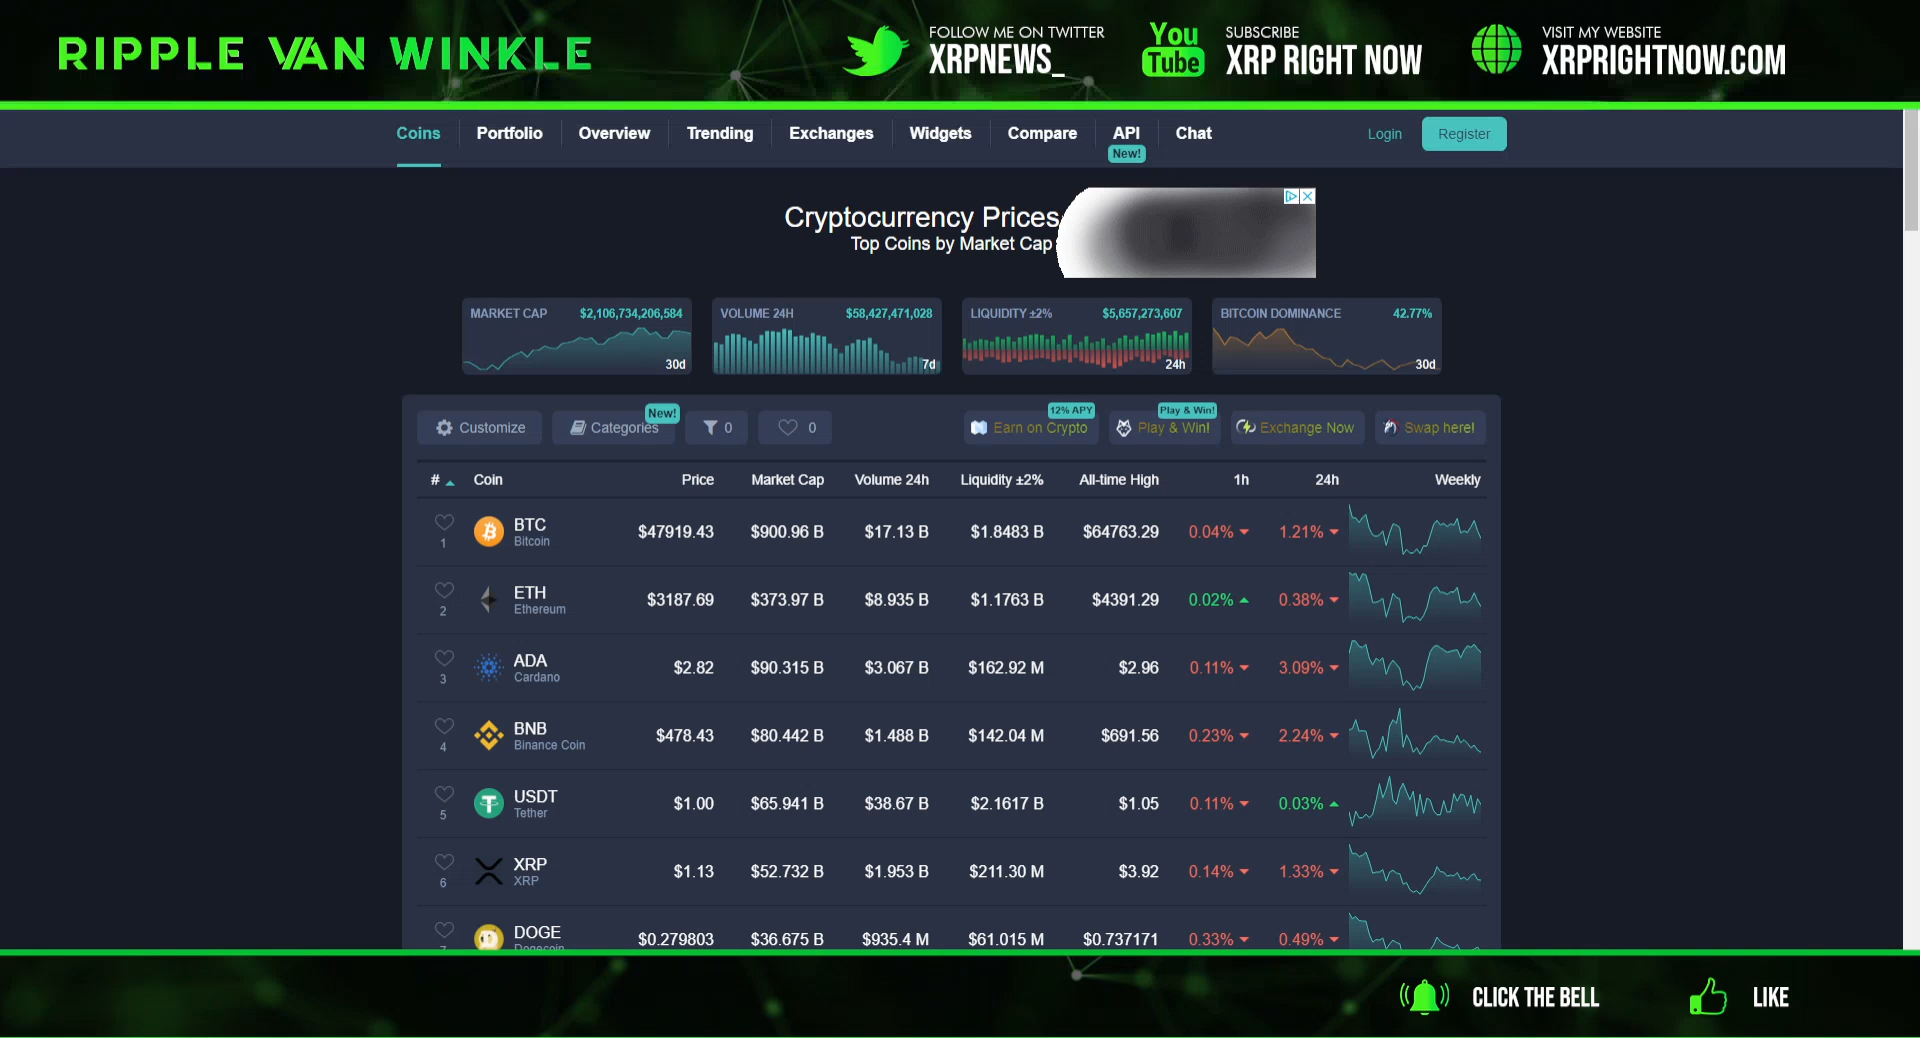 RIPPLE VAN WINKLE
FOLLOW ME ON TWITTER
XRPNEWS_
You
Tube
SUBSCRIBE
XRP RIGHT NOW
VISIT MY WEBSITE
XRPRIGHTNOW.COM
Coins Portfolio Overview Trending Exchanges Widgets Compare API Chat Login Register
New!
Cryptocurrency Prices
Top Coins by Market Cap
MARKET CAP $2,106,734,206,584
30d
VOLUME 24H $58,427,471,028
7d
LIQUIDITY ±2% $5,657,273,607
24h
BITCOIN DOMINANCE 42.77%
30d
Customize Categories New! 0 0 Earn on Crypto 12% APY Play & Win! Play & Win! Exchange Now Swap here!
# Coin Price Market Cap Volume 24h Liquidity ±2% All-time High 1h 24h Weekly
1 BTC Bitcoin $47919.43 $900.96 B $17.13 B $1.8483 B $64763.29 0.04% 1.21%
2 ETH Ethereum $3187.69 $373.97 B $8.935 B $1.1763 B $4391.29 0.02% 0.38%
3 ADA Cardano $2.82 $90.315 B $3.067 B $162.92 M $2.96 0.11% 3.09%
4 BNB Binance Coin $478.43 $80.442 B $1.488 B $142.04 M $691.56 0.23% 2.24%
5 USDT Tether $1.00 $65.941 B $38.67 B $2.1617 B $1.05 0.11% 0.03%
6 XRP XRP $1.13 $52.732 B $1.953 B $211.30 M $3.92 0.14% 1.33%
7 DOGE Dogecoin $0.279803 $36.675 B $935.4 M $61.015 M $0.737171 0.33% 0.49%
CLICK THE BELL
LIKE